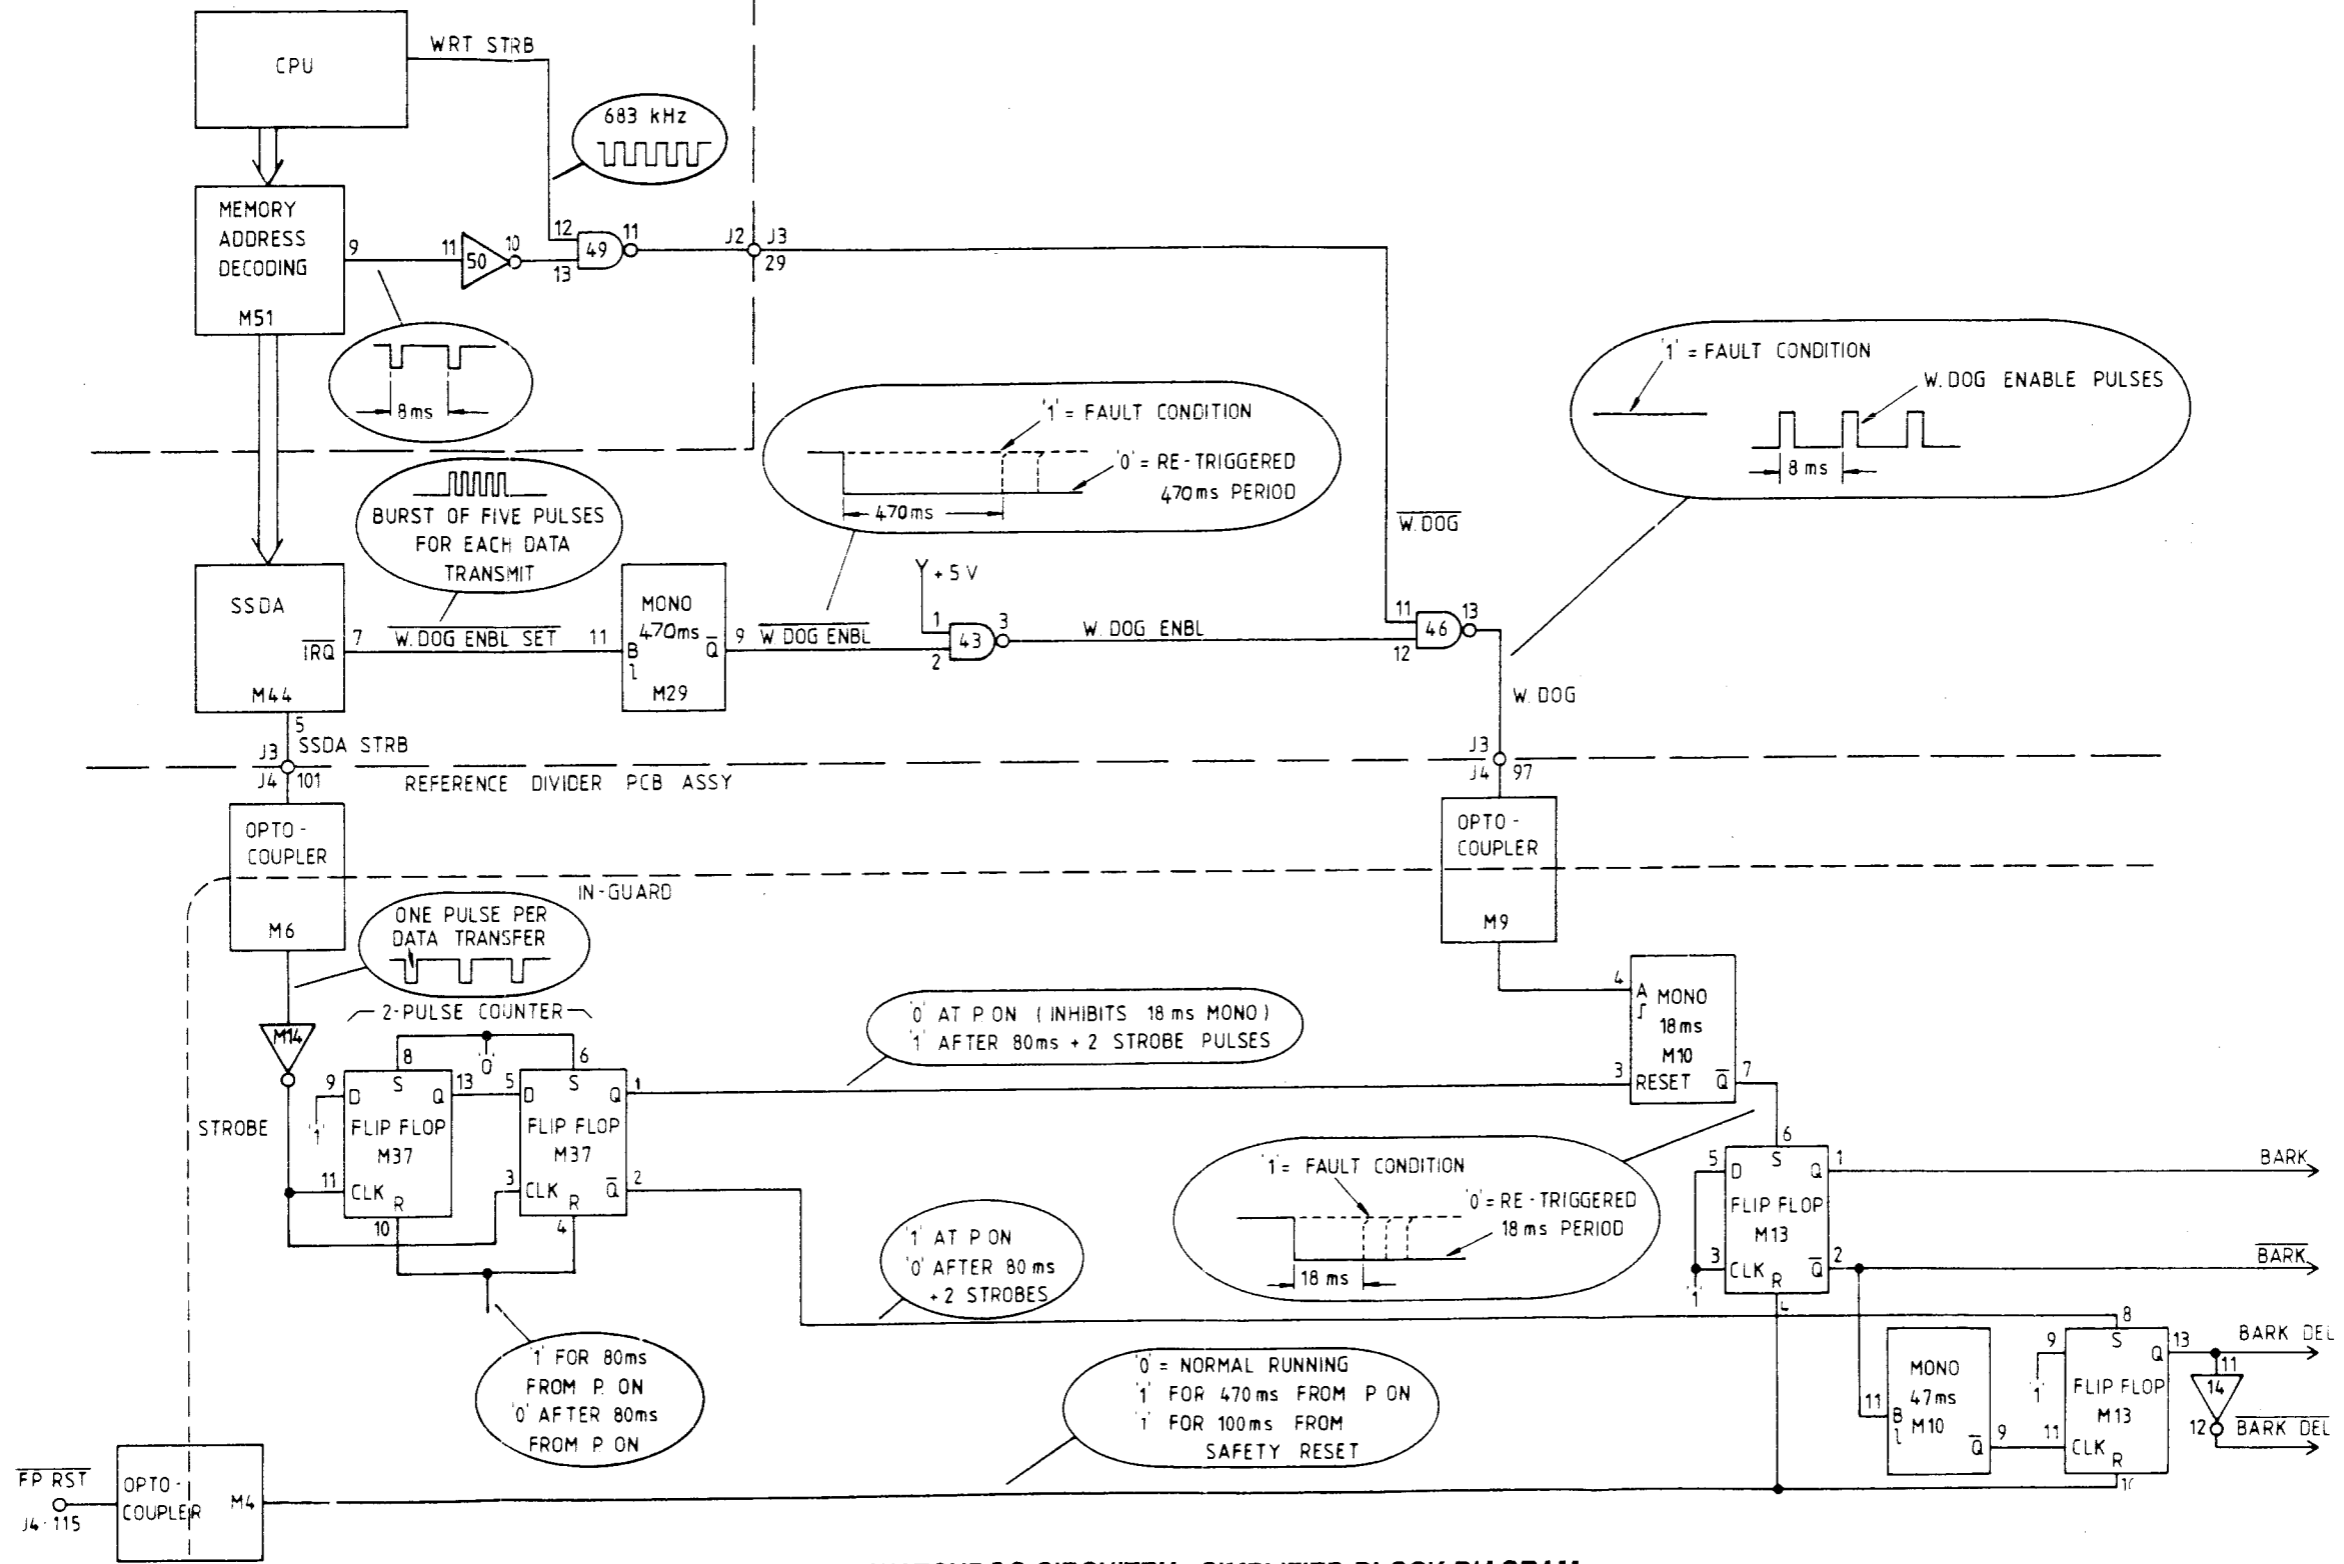 CPU
WRT STRB
683 kHz
MEMORY
ADDRESS
DECODING
M51
9
11
50
10
12
13
49
11
J2
J3
29
8ms
'1' = FAULT CONDITION
'0' = RE-TRIGGERED
470ms PERIOD
470ms
'1' = FAULT CONDITION
W.DOG ENABLE PULSES
8 ms
BURST OF FIVE PULSES
FOR EACH DATA
TRANSMIT
W.DOG
SSDA
IRQ
M44
7
W.DOG ENBL SET
11
MONO
470ms
B
Q
M29
9
W.DOG ENBL
+5V
1
2
43
3
W.DOG ENBL
11
12
46
13
W.DOG
5
SSDA STRB
J3
J4
101
REFERENCE DIVIDER PCB ASSY
J3
J4
97
OPTO-
COUPLER
M6
OPTO-
COUPLER
M9
IN-GUARD
ONE PULSE PER
DATA TRANSFER
2-PULSE COUNTER
'0' AT P ON (INHIBITS 18ms MONO)
'1' AFTER 80ms + 2 STROBE PULSES
4
A
MONO
18ms
M10
3
RESET
Q
7
M14
STROBE
8
'0'
6
9
D
S
Q
13
'1'
FLIP FLOP
M37
11
CLK
R
10
5
D
S
Q
1
FLIP FLOP
M37
3
CLK
R
Q
2
4
'1' = FAULT CONDITION
'0' = RE-TRIGGERED
18ms PERIOD
18 ms
6
5
D
S
Q
1
BARK
FLIP FLOP
M13
3
CLK
R
Q
2
BARK
'1'
4
'1' AT P ON
'0' AFTER 80ms
+2 STROBES
'1' FOR 80ms
FROM P. ON
'0' AFTER 80ms
FROM P. ON
'0' = NORMAL RUNNING
'1' FOR 470ms FROM P ON
'1' FOR 100ms FROM
SAFETY RESET
MONO
47ms
M10
11
B
Q
9
8
9
S
Q
13
BARK DEL
'1'
FLIP FLOP
M13
11
CLK
R
10
11
14
12
BARK DEL
FP RST
J4-115
OPTO-
COUPLER
M4